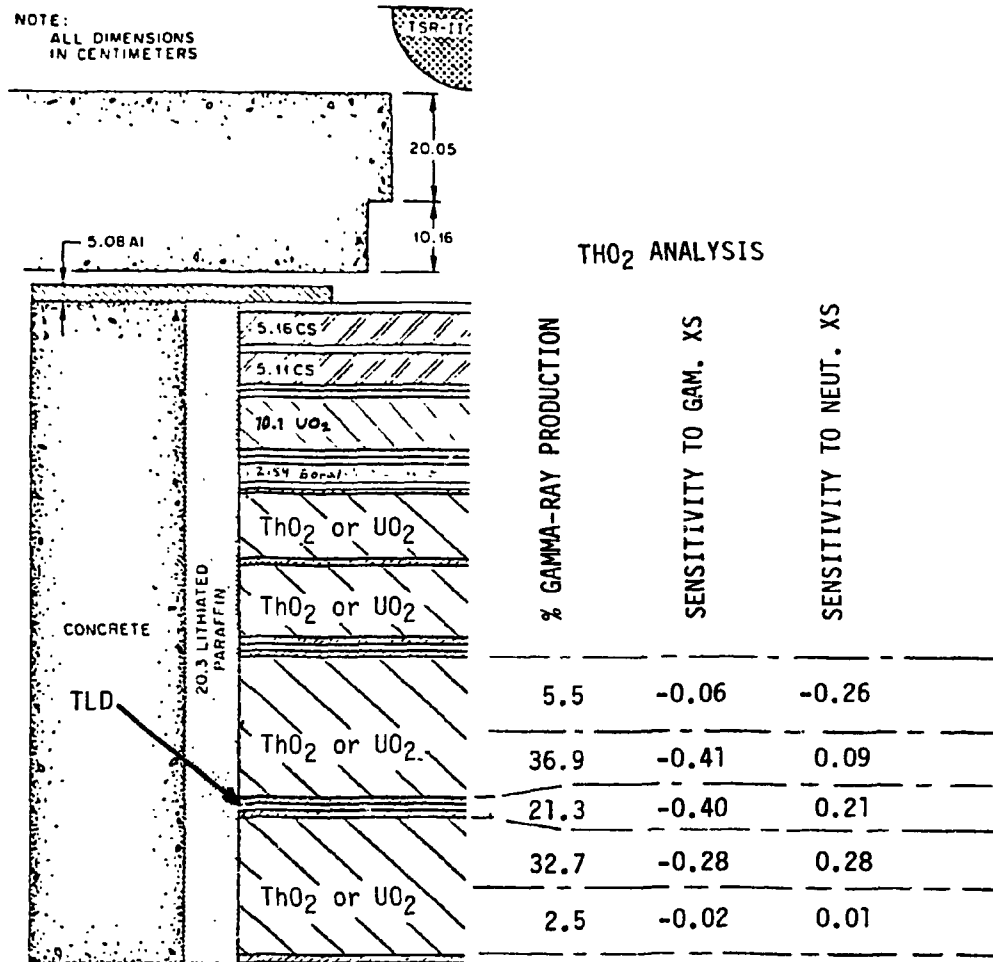 NOTE:
ALL DIMENSIONS
IN CENTIMETERS
TSR-II
20.05
10.16
5.08 Al
THO2 ANALYSIS
% GAMMA-RAY PRODUCTION
SENSITIVITY TO GAM. XS
SENSITIVITY TO NEUT. XS
5.16 CS
5.11 CS
10.1 UO2
2.54 boral
ThO2 or UO2
ThO2 or UO2
CONCRETE
20.3 LITHIATED
PARAFFIN
TLD
ThO2 or UO2
ThO2 or UO2
5.5 -0.06 -0.26
36.9 -0.41 0.09
21.3 -0.40 0.21
32.7 -0.28 0.28
2.5 -0.02 0.01